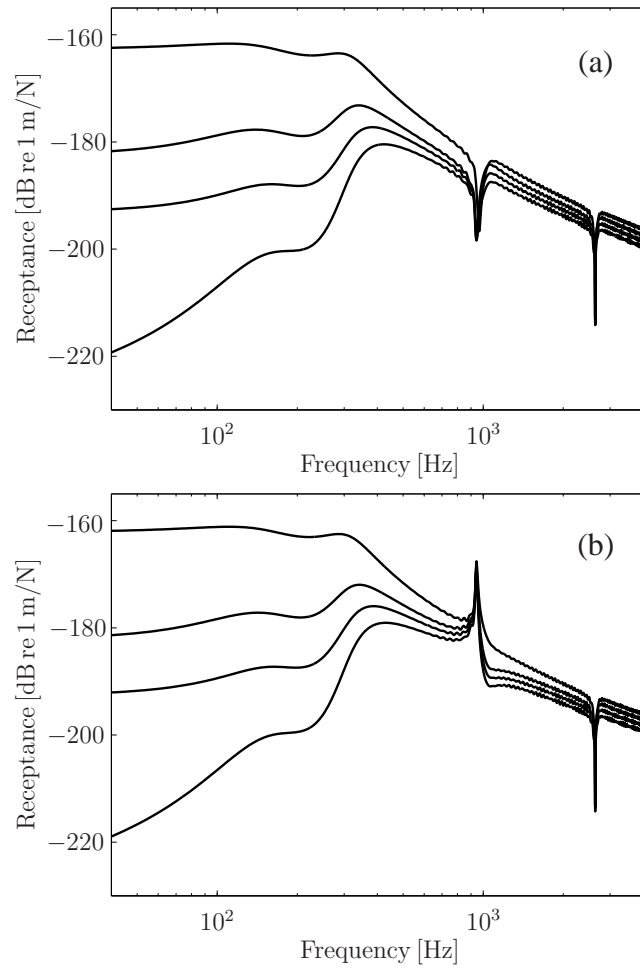 −160
−180
−200
−220
Receptance [dB re 1 m/N]
(a)
10²
10³
Frequency [Hz]
−160
−180
−200
−220
Receptance [dB re 1 m/N]
(b)
10²
10³
Frequency [Hz]